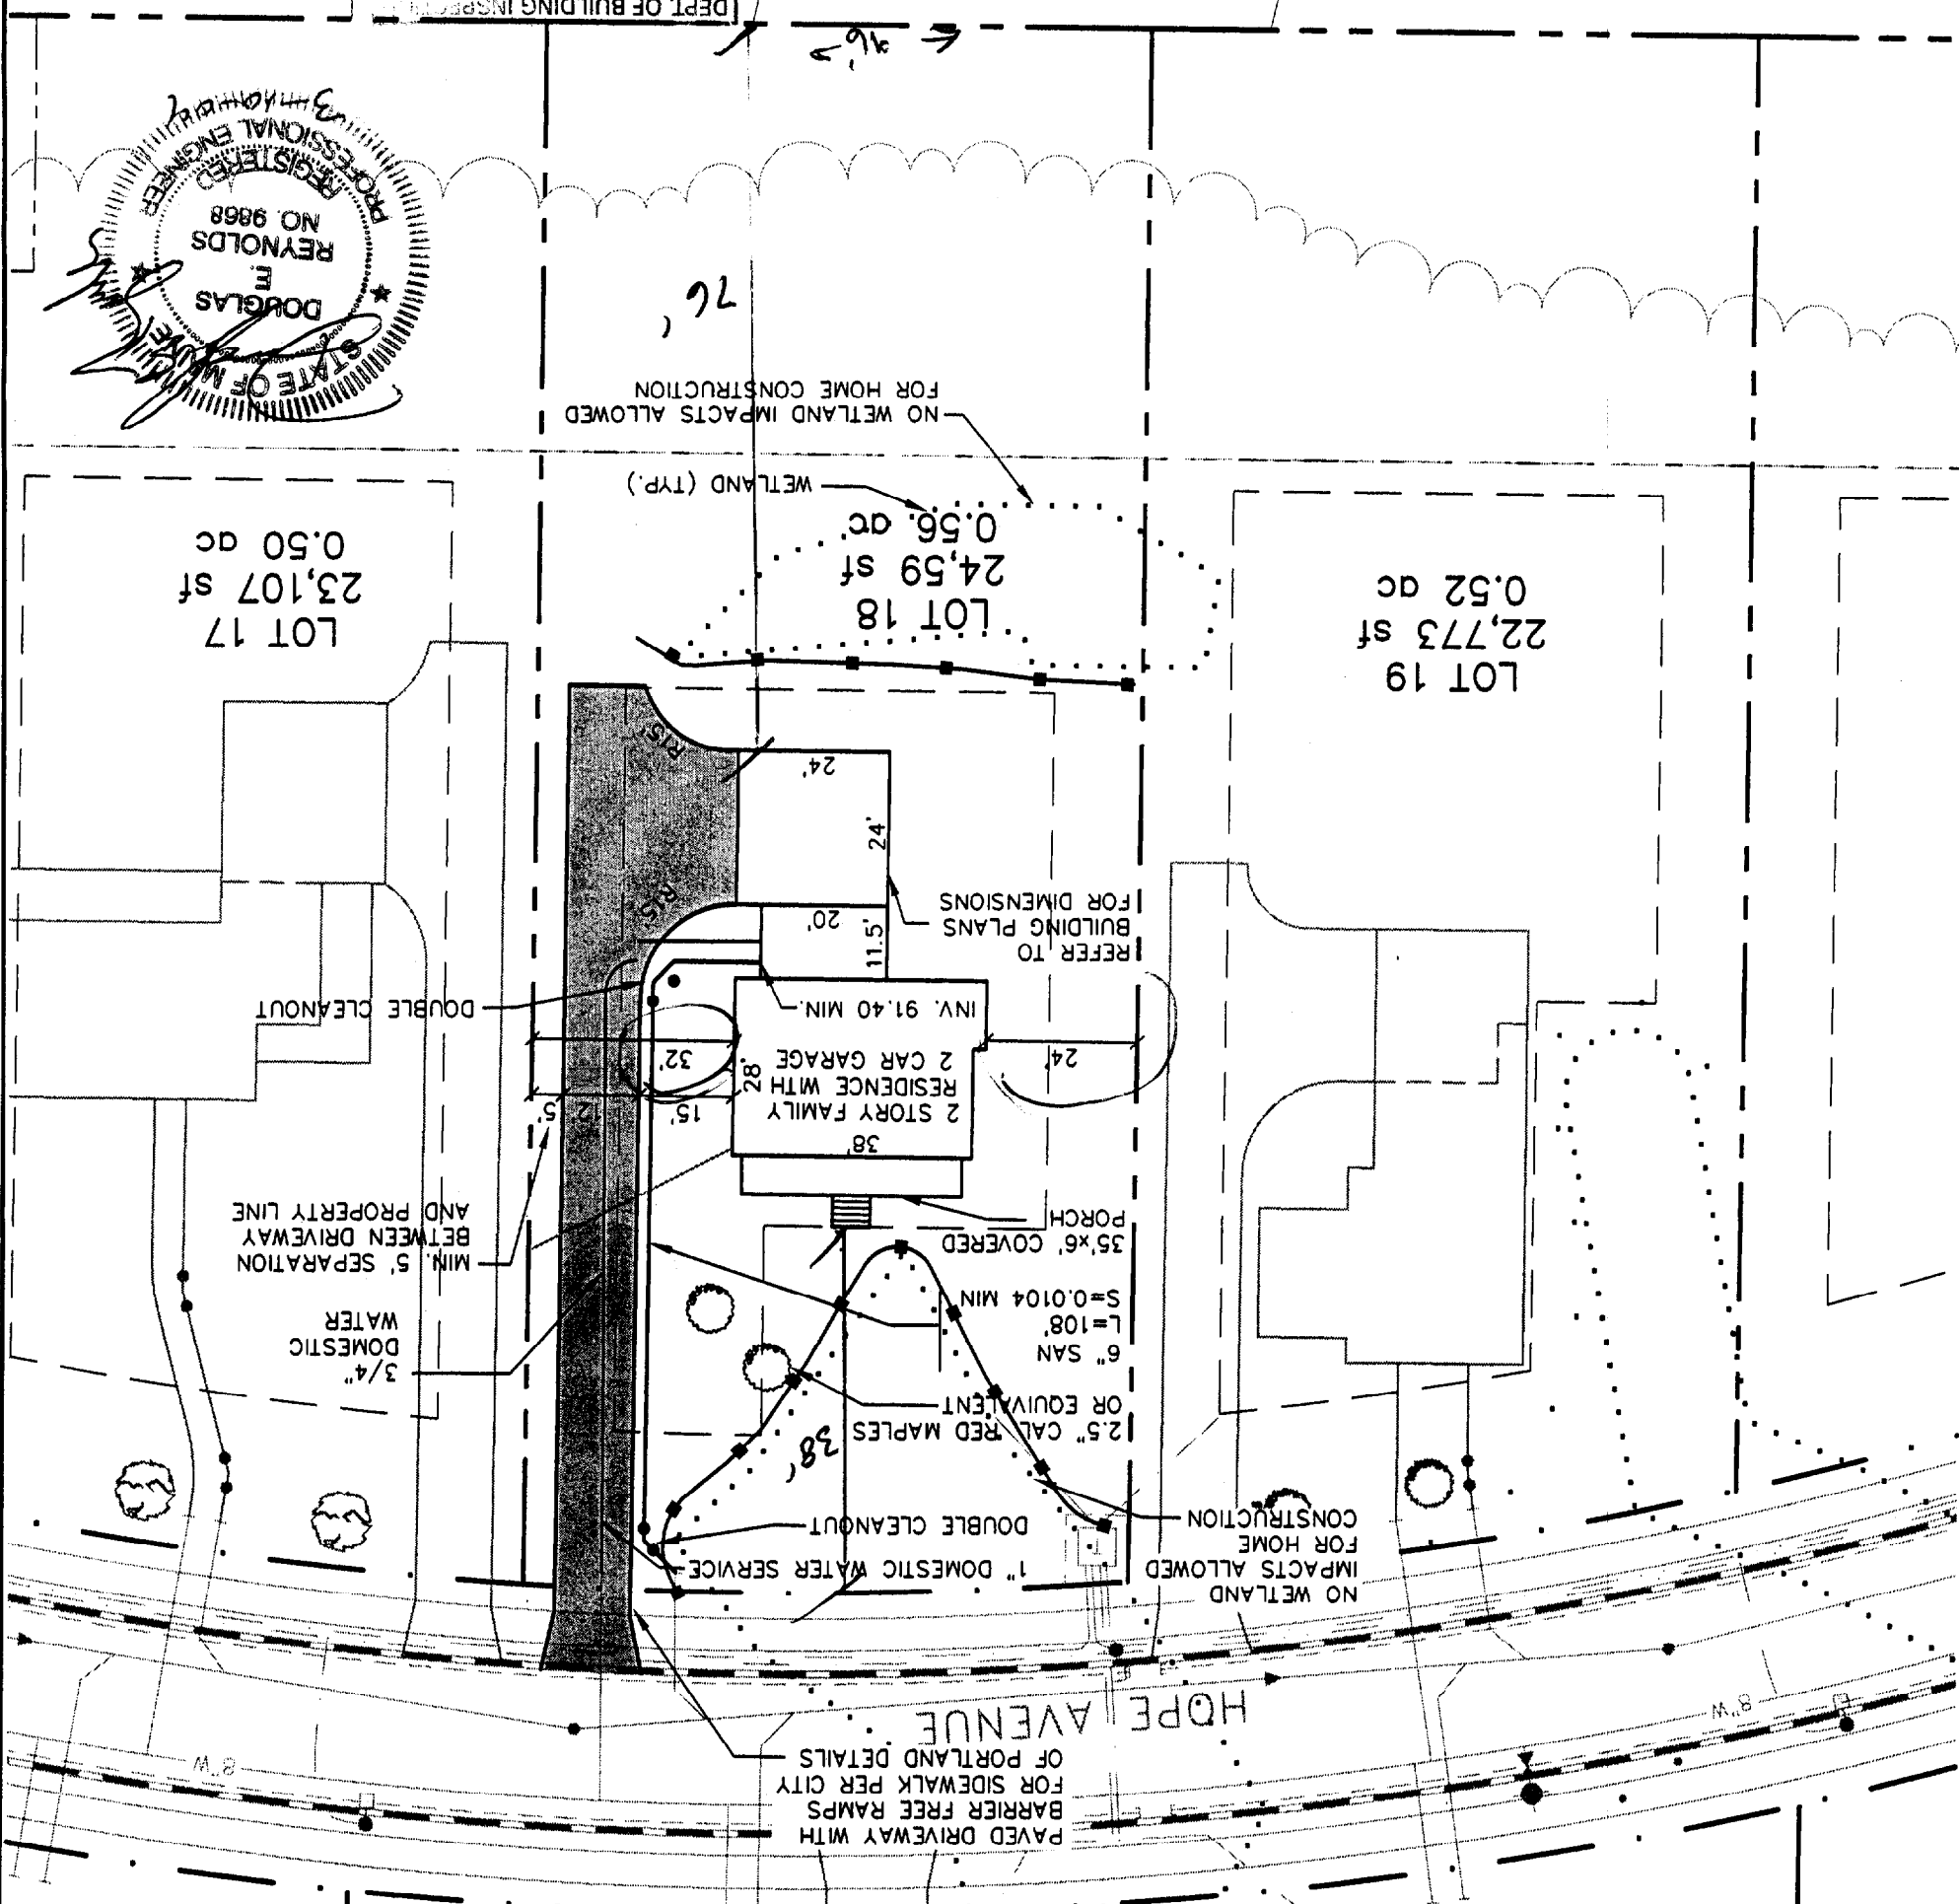 PAVED DRIVEWAY WITH
BARRIER FREE RAMPS
FOR SIDEWALK PER CITY
OF PORTLAND DETAILS
8"W
8"W
HOPE AVENUE
NO WETLAND
IMPACTS ALLOWED
FOR HOME
CONSTRUCTION
1" DOMESTIC WATER SERVICE
DOUBLE CLEANOUT
38'
2.5" CAL RED MAPLES
OR EQUIVALENT
6" SAN
L=108'
S=0.0104 MIN
3/4"
DOMESTIC
WATER
35'x6' COVERED
PORCH
MIN. 5' SEPARATION
BETWEEN DRIVEWAY
AND PROPERTY LINE
38'
2 STORY FAMILY
RESIDENCE WITH
2 CAR GARAGE
28'
15'
12'
5'
24'
32'
INV. 91.40 MIN.
DOUBLE CLEANOUT
REFER TO
BUILDING PLANS
FOR DIMENSIONS
11.5'
20'
R15'
24'
24'
R15'
LOT 19
22,773 sf
0.52 ac
LOT 18
24,59 sf
0.56 ac
LOT 17
23,107 sf
0.50 ac
WETLAND (TYP.)
NO WETLAND IMPACTS ALLOWED
FOR HOME CONSTRUCTION
76'
STATE OF MAINE
DOUGLAS
E.
REYNOLDS
NO. 9868
REGISTERED
PROFESSIONAL ENGINEER
96'
DEPT. OF BUILDING INSPECTION